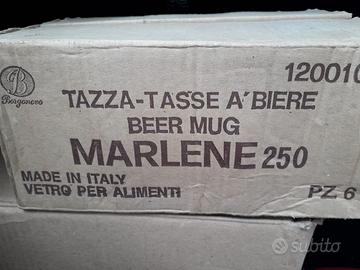 120010
B
Borgonovo
TAZZA-TASSE A'BIERE
BEER MUG
MARLENE 250
MADE IN ITALY
VETRO PER ALIMENTI
PZ.6
subito